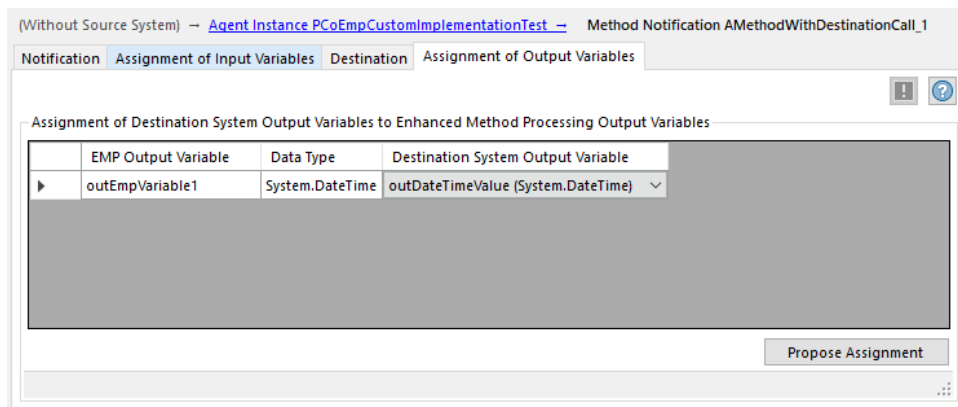 (Without Source System) → Agent Instance PCoEmpCustomImplementationTest → Method Notification AMethodWithDestinationCall_1
Notification Assignment of Input Variables Destination Assignment of Output Variables
Assignment of Destination System Output Variables to Enhanced Method Processing Output Variables
EMP Output Variable Data Type Destination System Output Variable
outEmpVariable1 System.DateTime outDateTimeValue (System.DateTime)
Propose Assignment